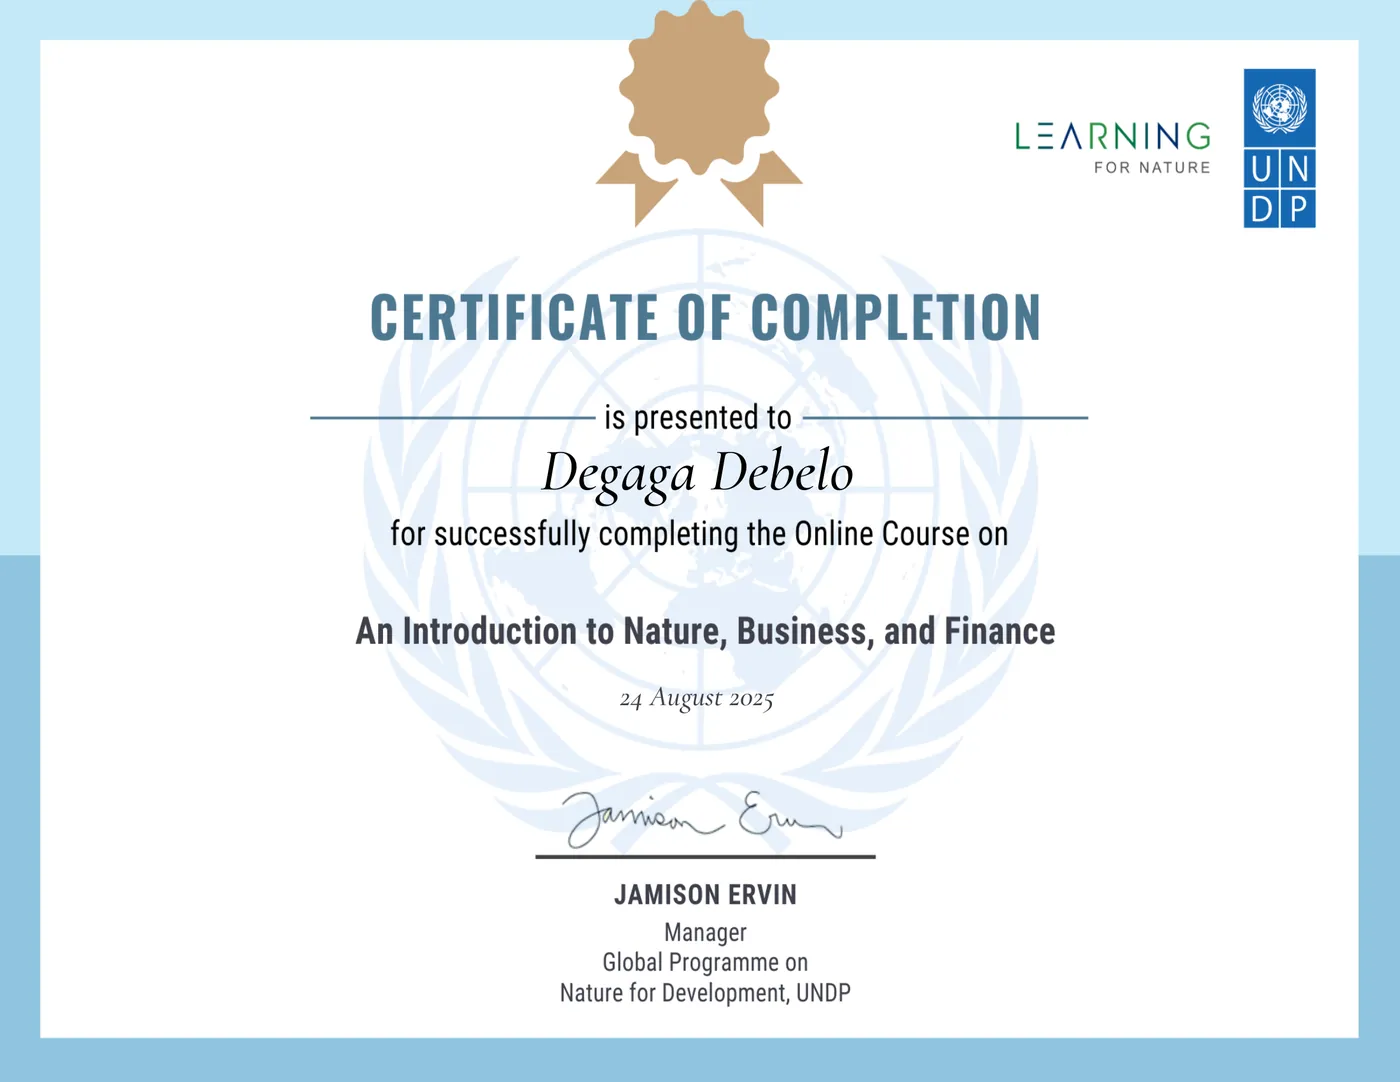 LEARNING
FOR NATURE
UN
DP
CERTIFICATE OF COMPLETION
is presented to
Degaga Debelo
for successfully completing the Online Course on
An Introduction to Nature, Business, and Finance
24 August 2025
Jamison Ervin
JAMISON ERVIN
Manager
Global Programme on
Nature for Development, UNDP